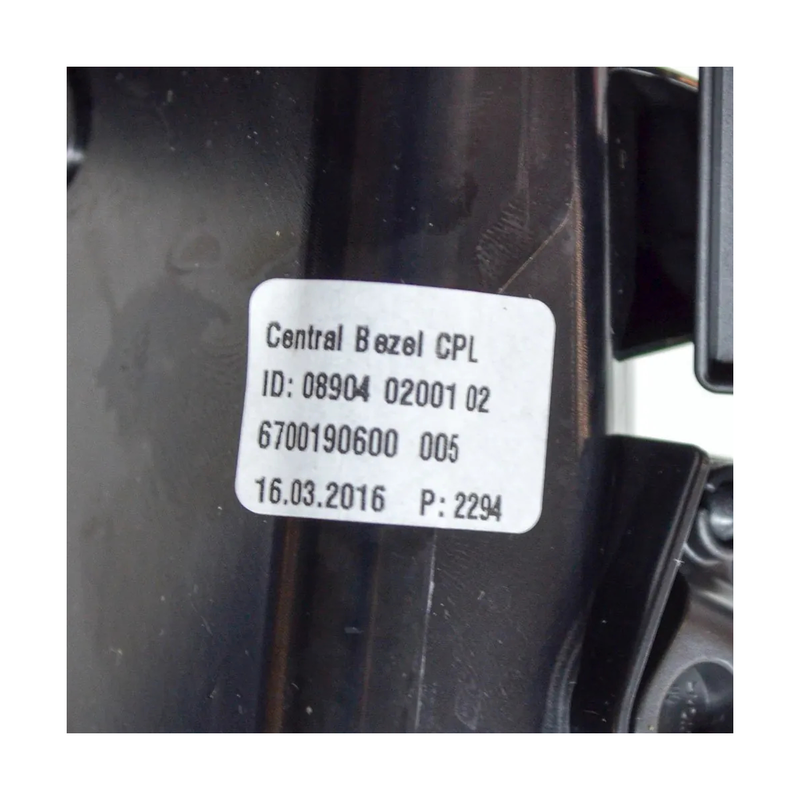 Central Bezel CPL
ID: 08904 02001 02
6700190600 005
16.03.2016 P: 2294